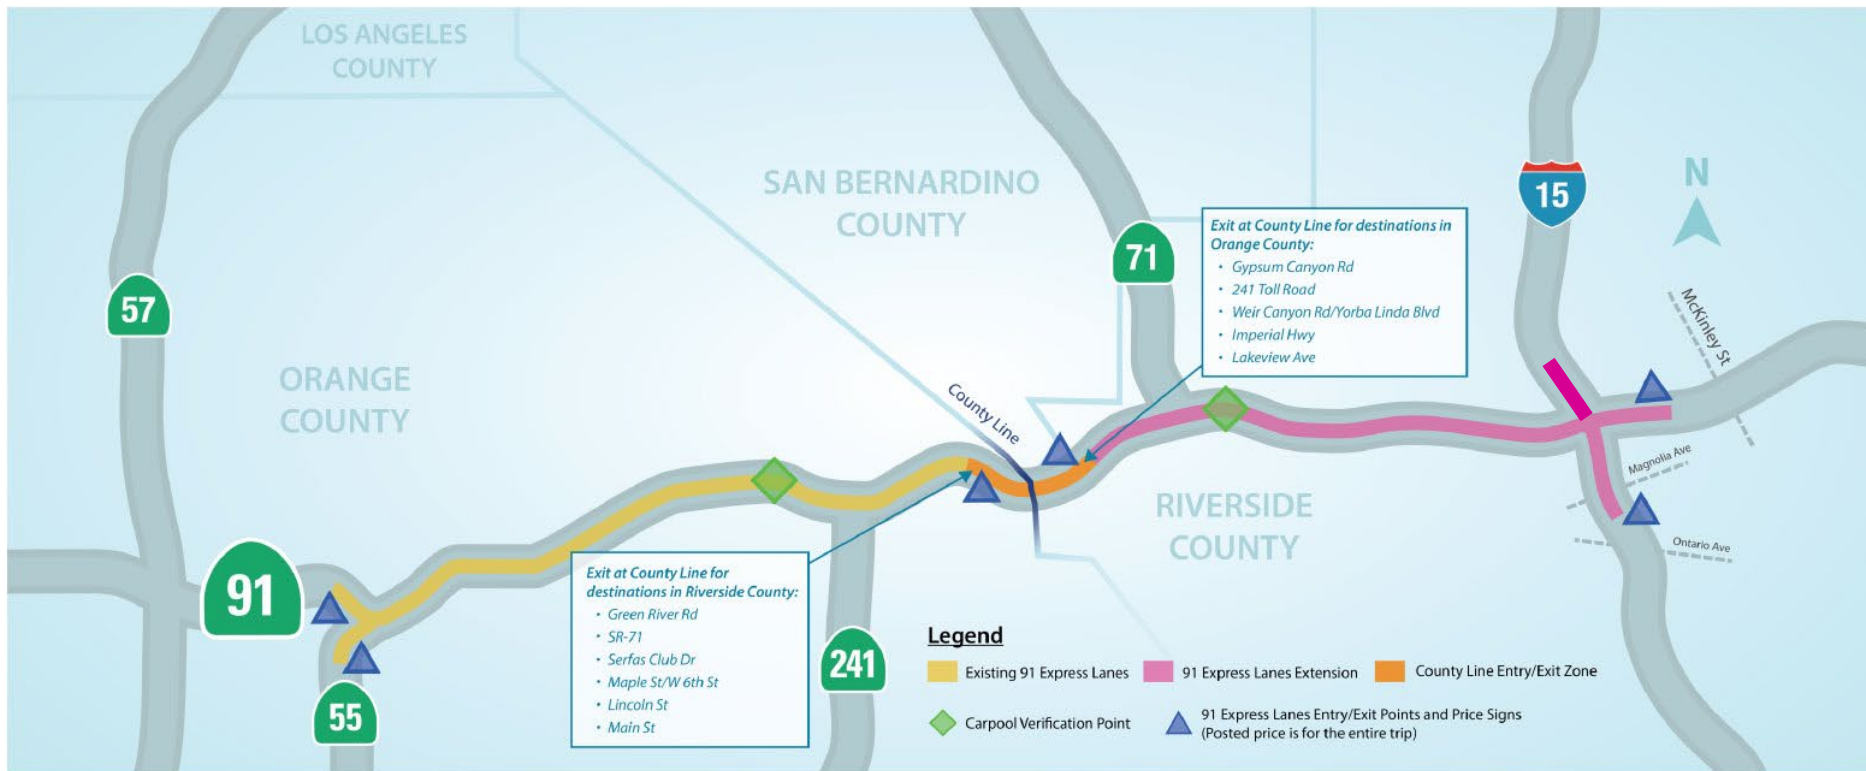 LOS ANGELES
COUNTY
SAN BERNARDINO
COUNTY
15
N
71
Exit at County Line for destinations in
Orange County:
• Gypsum Canyon Rd
• 241 Toll Road
• Weir Canyon Rd/Yorba Linda Blvd
• Imperial Hwy
• Lakeview Ave
57
McKinley St
ORANGE
COUNTY
County Line
Magnolia Ave
RIVERSIDE
COUNTY
Ontario Ave
91
Exit at County Line for
destinations in Riverside County:
• Green River Rd
• SR-71
• Serfas Club Dr
• Maple St/W 6th St
• Lincoln St
• Main St
241
55
Legend
Existing 91 Express Lanes
91 Express Lanes Extension
County Line Entry/Exit Zone
Carpool Verification Point
91 Express Lanes Entry/Exit Points and Price Signs
(Posted price is for the entire trip)